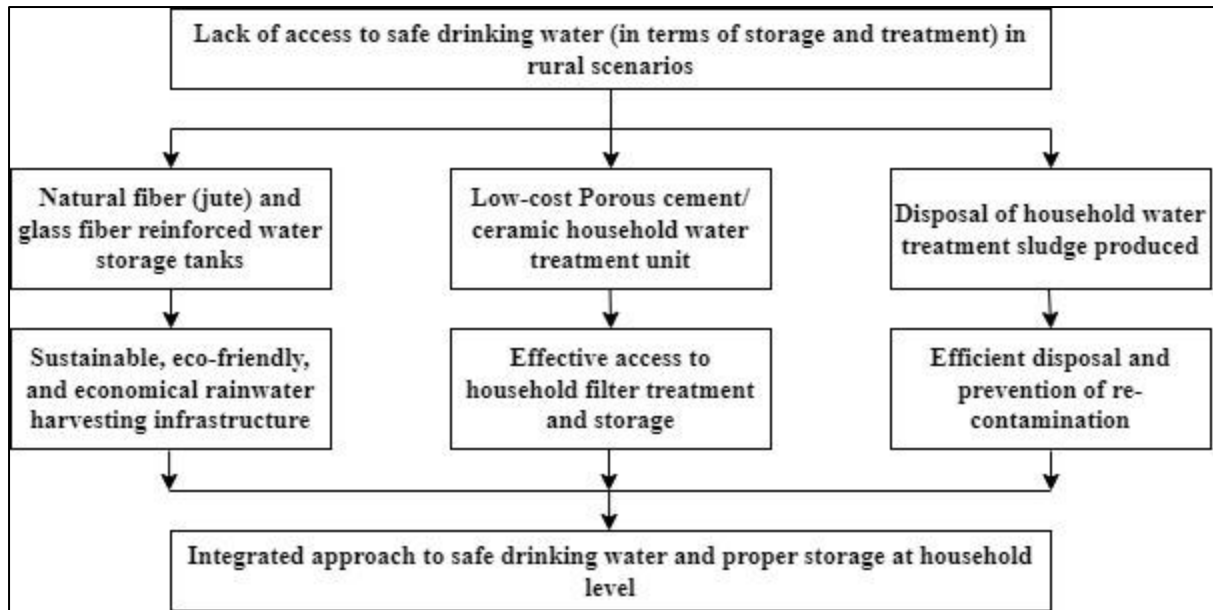 Lack of access to safe drinking water (in terms of storage and treatment) in
rural scenarios
Natural fiber (jute) and
glass fiber reinforced water
storage tanks
Low-cost Porous cement/
ceramic household water
treatment unit
Disposal of household water
treatment sludge produced
Sustainable, eco-friendly,
and economical rainwater
harvesting infrastructure
Effective access to
household filter treatment
and storage
Efficient disposal and
prevention of re-
contamination
Integrated approach to safe drinking water and proper storage at household
level